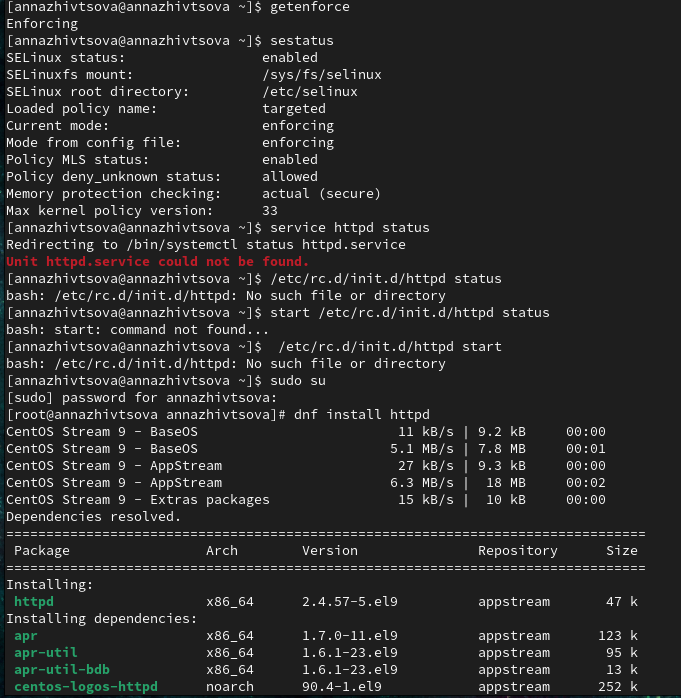 [annazhivtsova@annazhivtsova ~]$ getenforce
Enforcing
[annazhivtsova@annazhivtsova ~]$ sestatus
SELinux status:                 enabled
SELinuxfs mount:                /sys/fs/selinux
SELinux root directory:         /etc/selinux
Loaded policy name:             targeted
Current mode:                   enforcing
Mode from config file:          enforcing
Policy MLS status:              enabled
Policy deny_unknown status:     allowed
Memory protection checking:     actual (secure)
Max kernel policy version:      33
[annazhivtsova@annazhivtsova ~]$ service httpd status
Redirecting to /bin/systemctl status httpd.service
Unit httpd.service could not be found.
[annazhivtsova@annazhivtsova ~]$ /etc/rc.d/init.d/httpd status
bash: /etc/rc.d/init.d/httpd: No such file or directory
[annazhivtsova@annazhivtsova ~]$ start /etc/rc.d/init.d/httpd status
bash: start: command not found...
[annazhivtsova@annazhivtsova ~]$  /etc/rc.d/init.d/httpd start
bash: /etc/rc.d/init.d/httpd: No such file or directory
[annazhivtsova@annazhivtsova ~]$ sudo su
[sudo] password for annazhivtsova:
[root@annazhivtsova annazhivtsova]# dnf install httpd
CentOS Stream 9 - BaseOS                         11 kB/s | 9.2 kB     00:00
CentOS Stream 9 - BaseOS                        5.1 MB/s | 7.8 MB     00:01
CentOS Stream 9 - AppStream                      27 kB/s | 9.3 kB     00:00
CentOS Stream 9 - AppStream                     6.3 MB/s |  18 MB     00:02
CentOS Stream 9 - Extras packages                15 kB/s |  10 kB     00:00
Dependencies resolved.
================================================================================
 Package                 Arch        Version               Repository      Size
================================================================================
Installing:
 httpd                   x86_64      2.4.57-5.el9          appstream       47 k
Installing dependencies:
 apr                     x86_64      1.7.0-11.el9          appstream      123 k
 apr-util                x86_64      1.6.1-23.el9          appstream       95 k
 apr-util-bdb            x86_64      1.6.1-23.el9          appstream       13 k
 centos-logos-httpd      noarch      90.4-1.el9            appstream      252 k